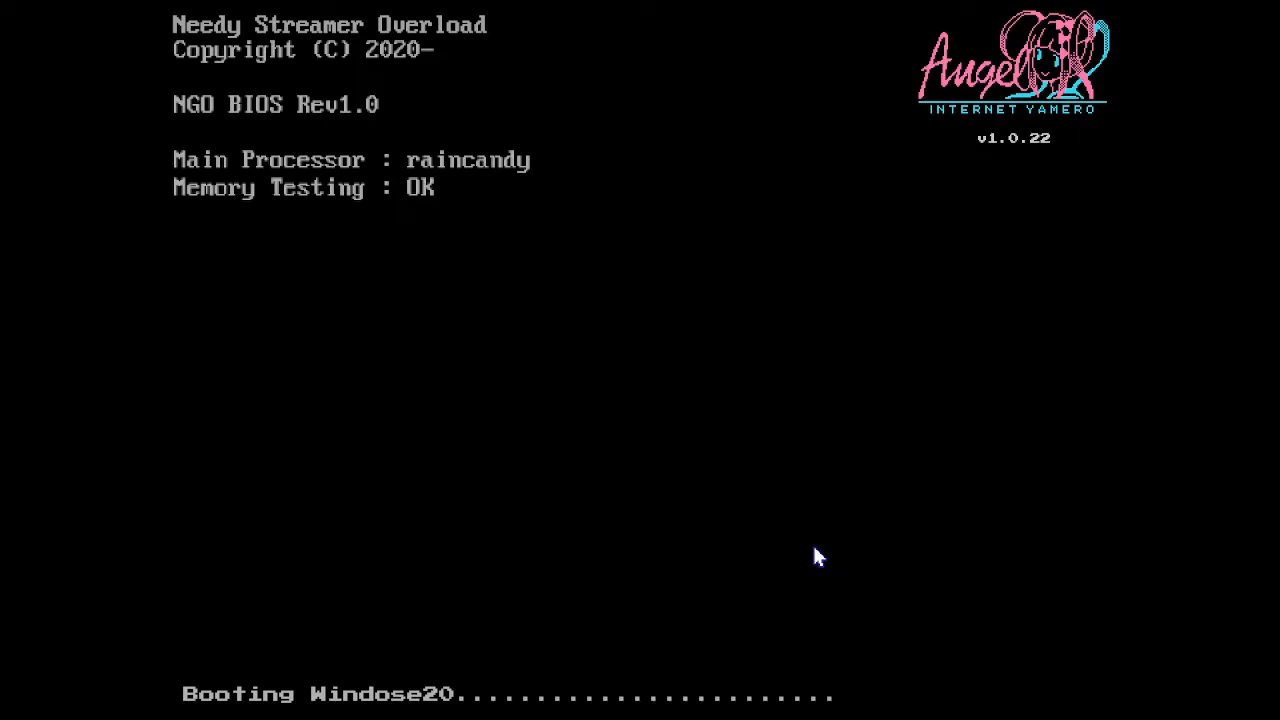 Needy Streamer Overload
Copyright (C) 2020-
NGO BIOS Rev1.0
Main Processor : raincandy
Memory Testing : OK
Angel
INTERNET YAMERO
v1.0.22
Booting Windose20........................